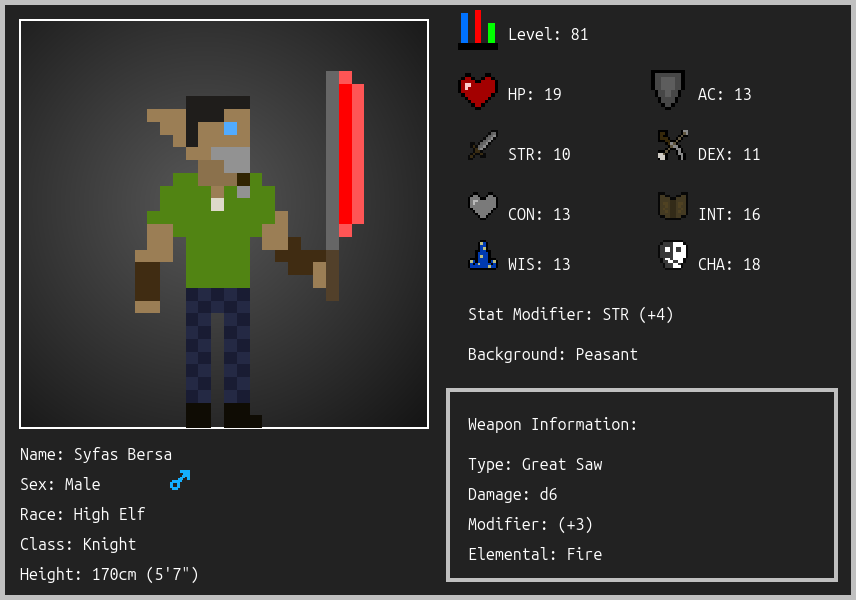 Level: 81
HP: 19
AC: 13
STR: 10
DEX: 11
CON: 13
INT: 16
WIS: 13
CHA: 18
Stat Modifier: STR (+4)
Background: Peasant
Weapon Information:
Type: Great Saw
Damage: d6
Modifier: (+3)
Elemental: Fire
Name: Syfas Bersa
Sex: Male
Race: High Elf
Class: Knight
Height: 170cm (5'7")